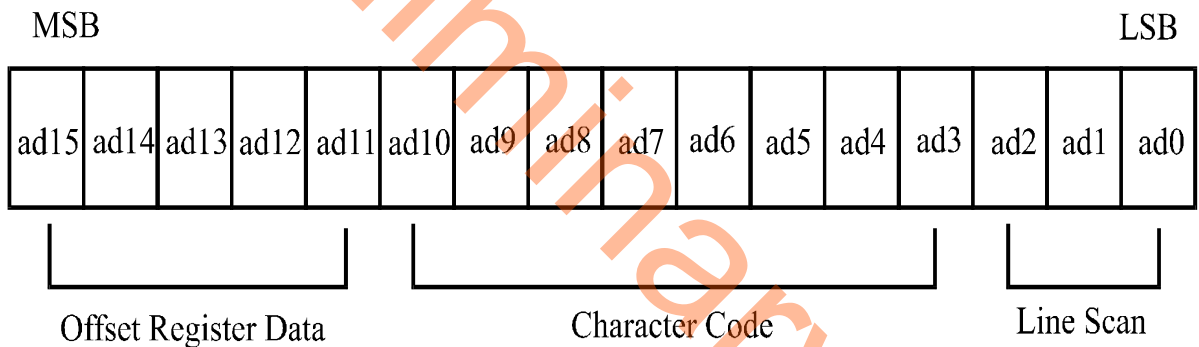 MSB LSB
ad15 ad14 ad13 ad12 ad11 ad10 ad9 ad8 ad7 ad6 ad5 ad4 ad3 ad2 ad1 ad0
Offset Register Data Character Code Line Scan